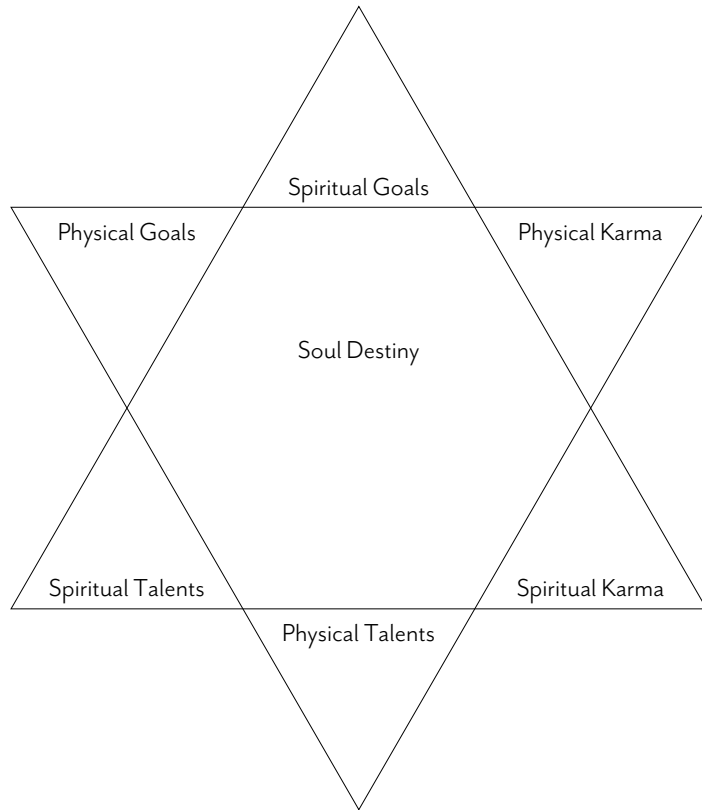 Spiritual Goals
Physical Goals
Physical Karma
Soul Destiny
Spiritual Talents
Spiritual Karma
Physical Talents